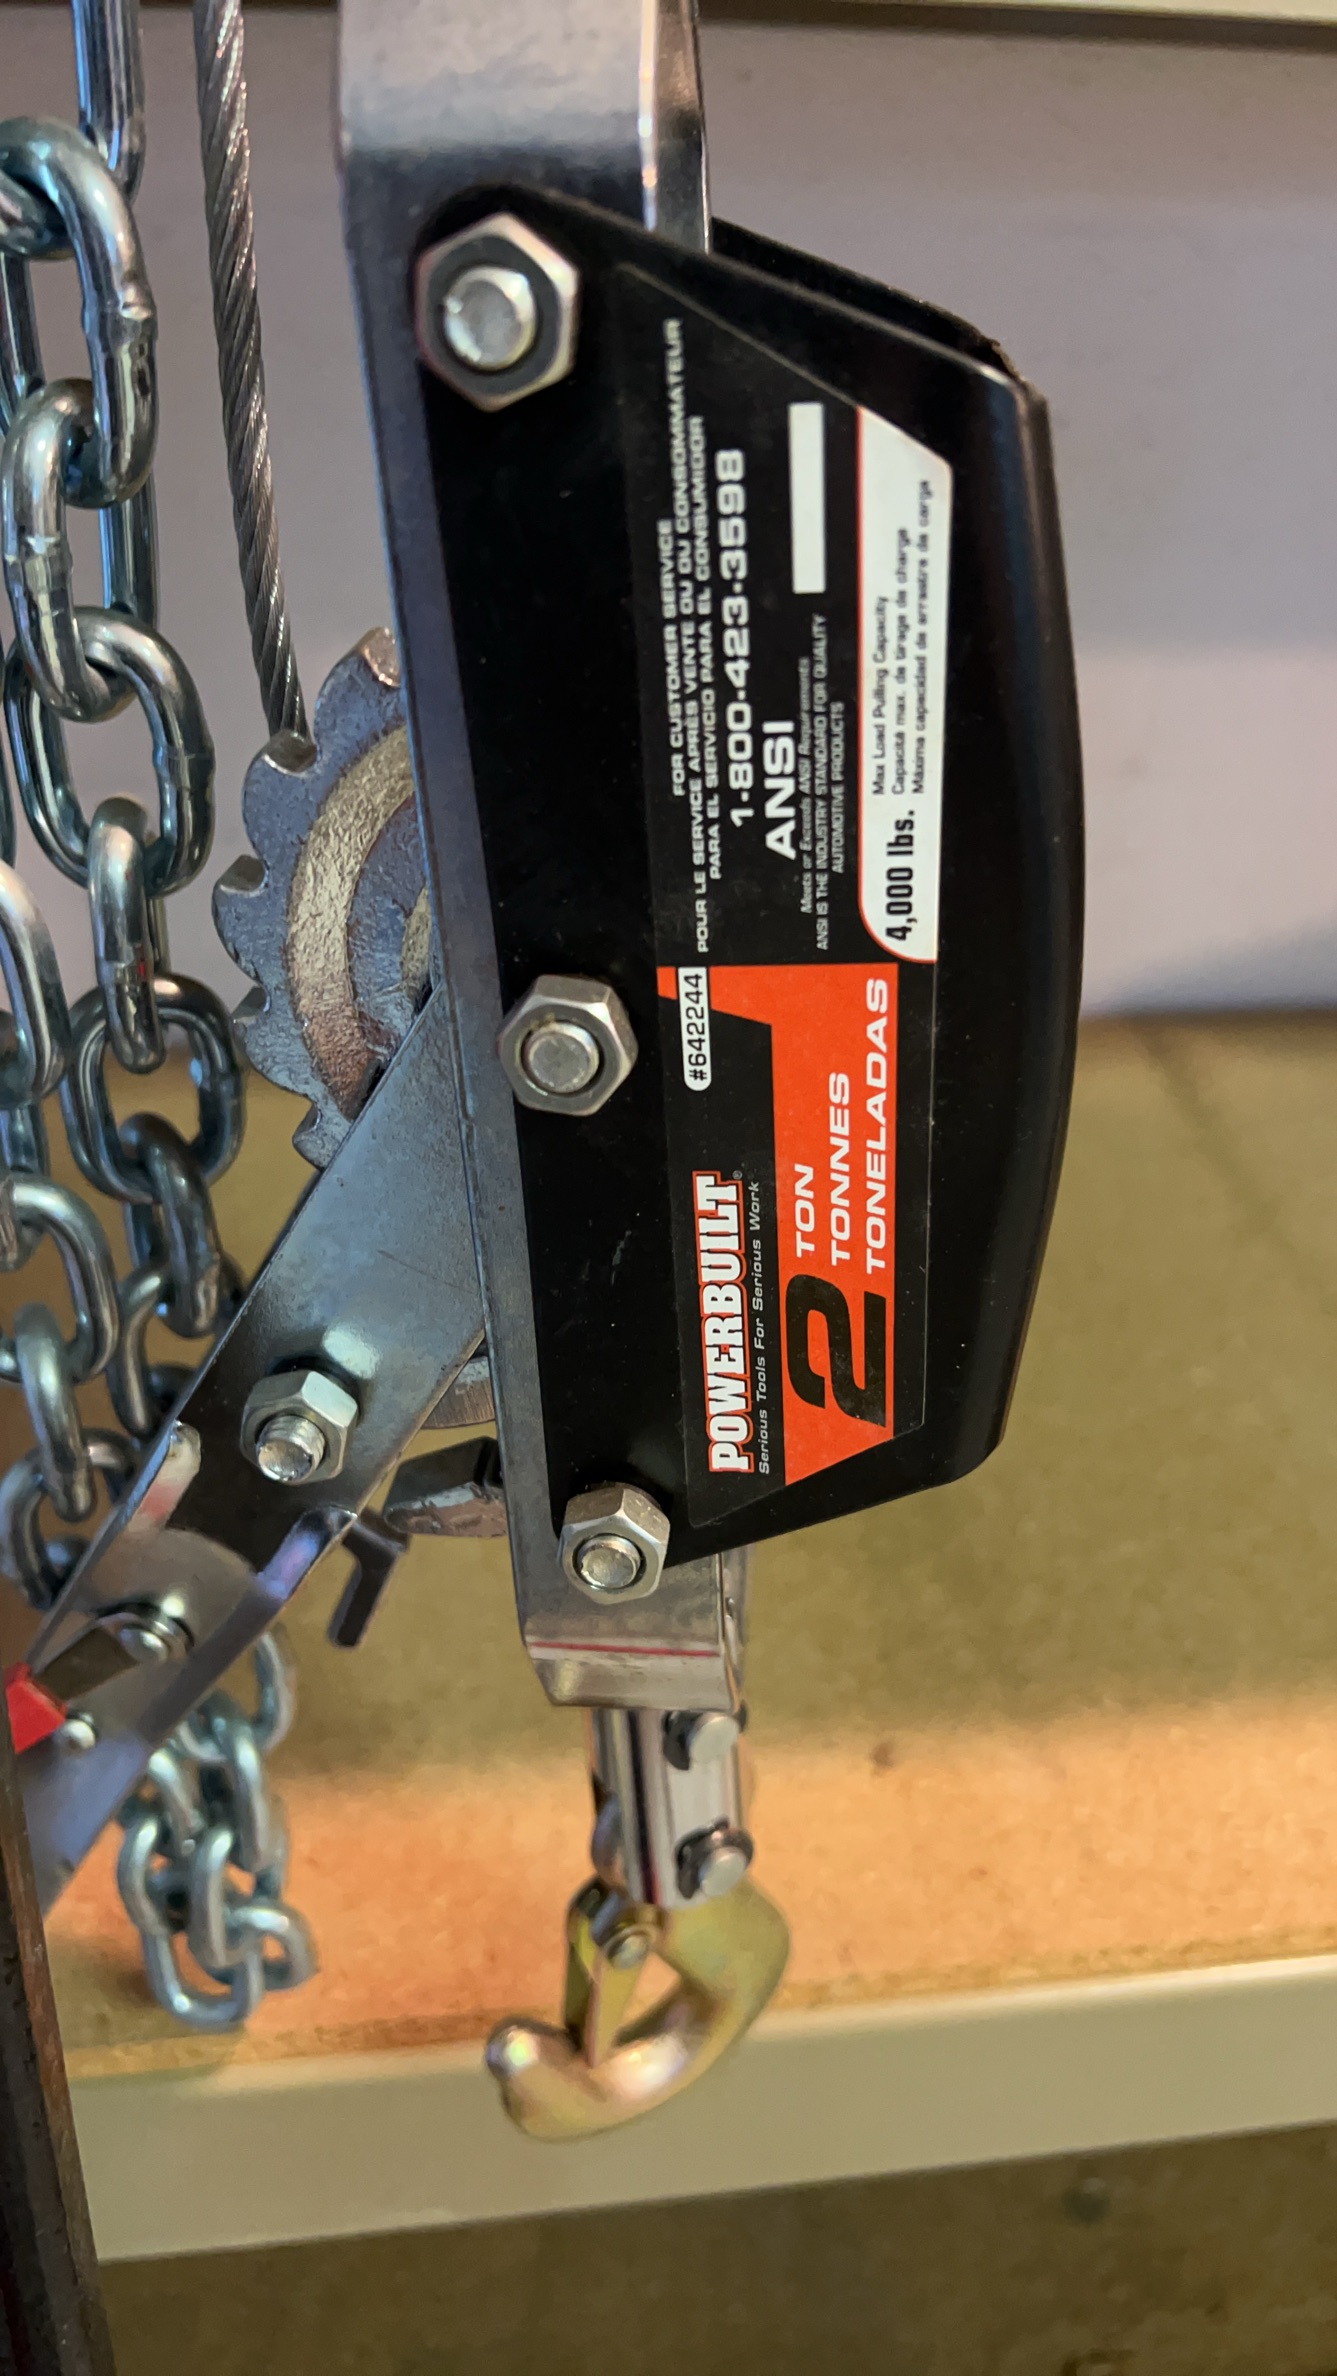 POWERBUILT®
Serious Tools For Serious Work
#642244
2
TON
TONNES
TONELADAS
FOR CUSTOMER SERVICE
POUR LE SERVICE APRÈS VENTE DU DU CONSOMMATEUR
PARA EL SERVICIO PARA EL CONSUMIDOR
1-800-423-3598
ANSI
Meets or Exceeds ANSI Requirements
ANSI IS THE INDUSTRY STANDARD FOR QUALITY
AUTOMOTIVE PRODUCTS
4,000 lbs.
Max Load Pulling Capacity
Capacité max. de tirage de charge
Máxima capacidad de arrastre de carga